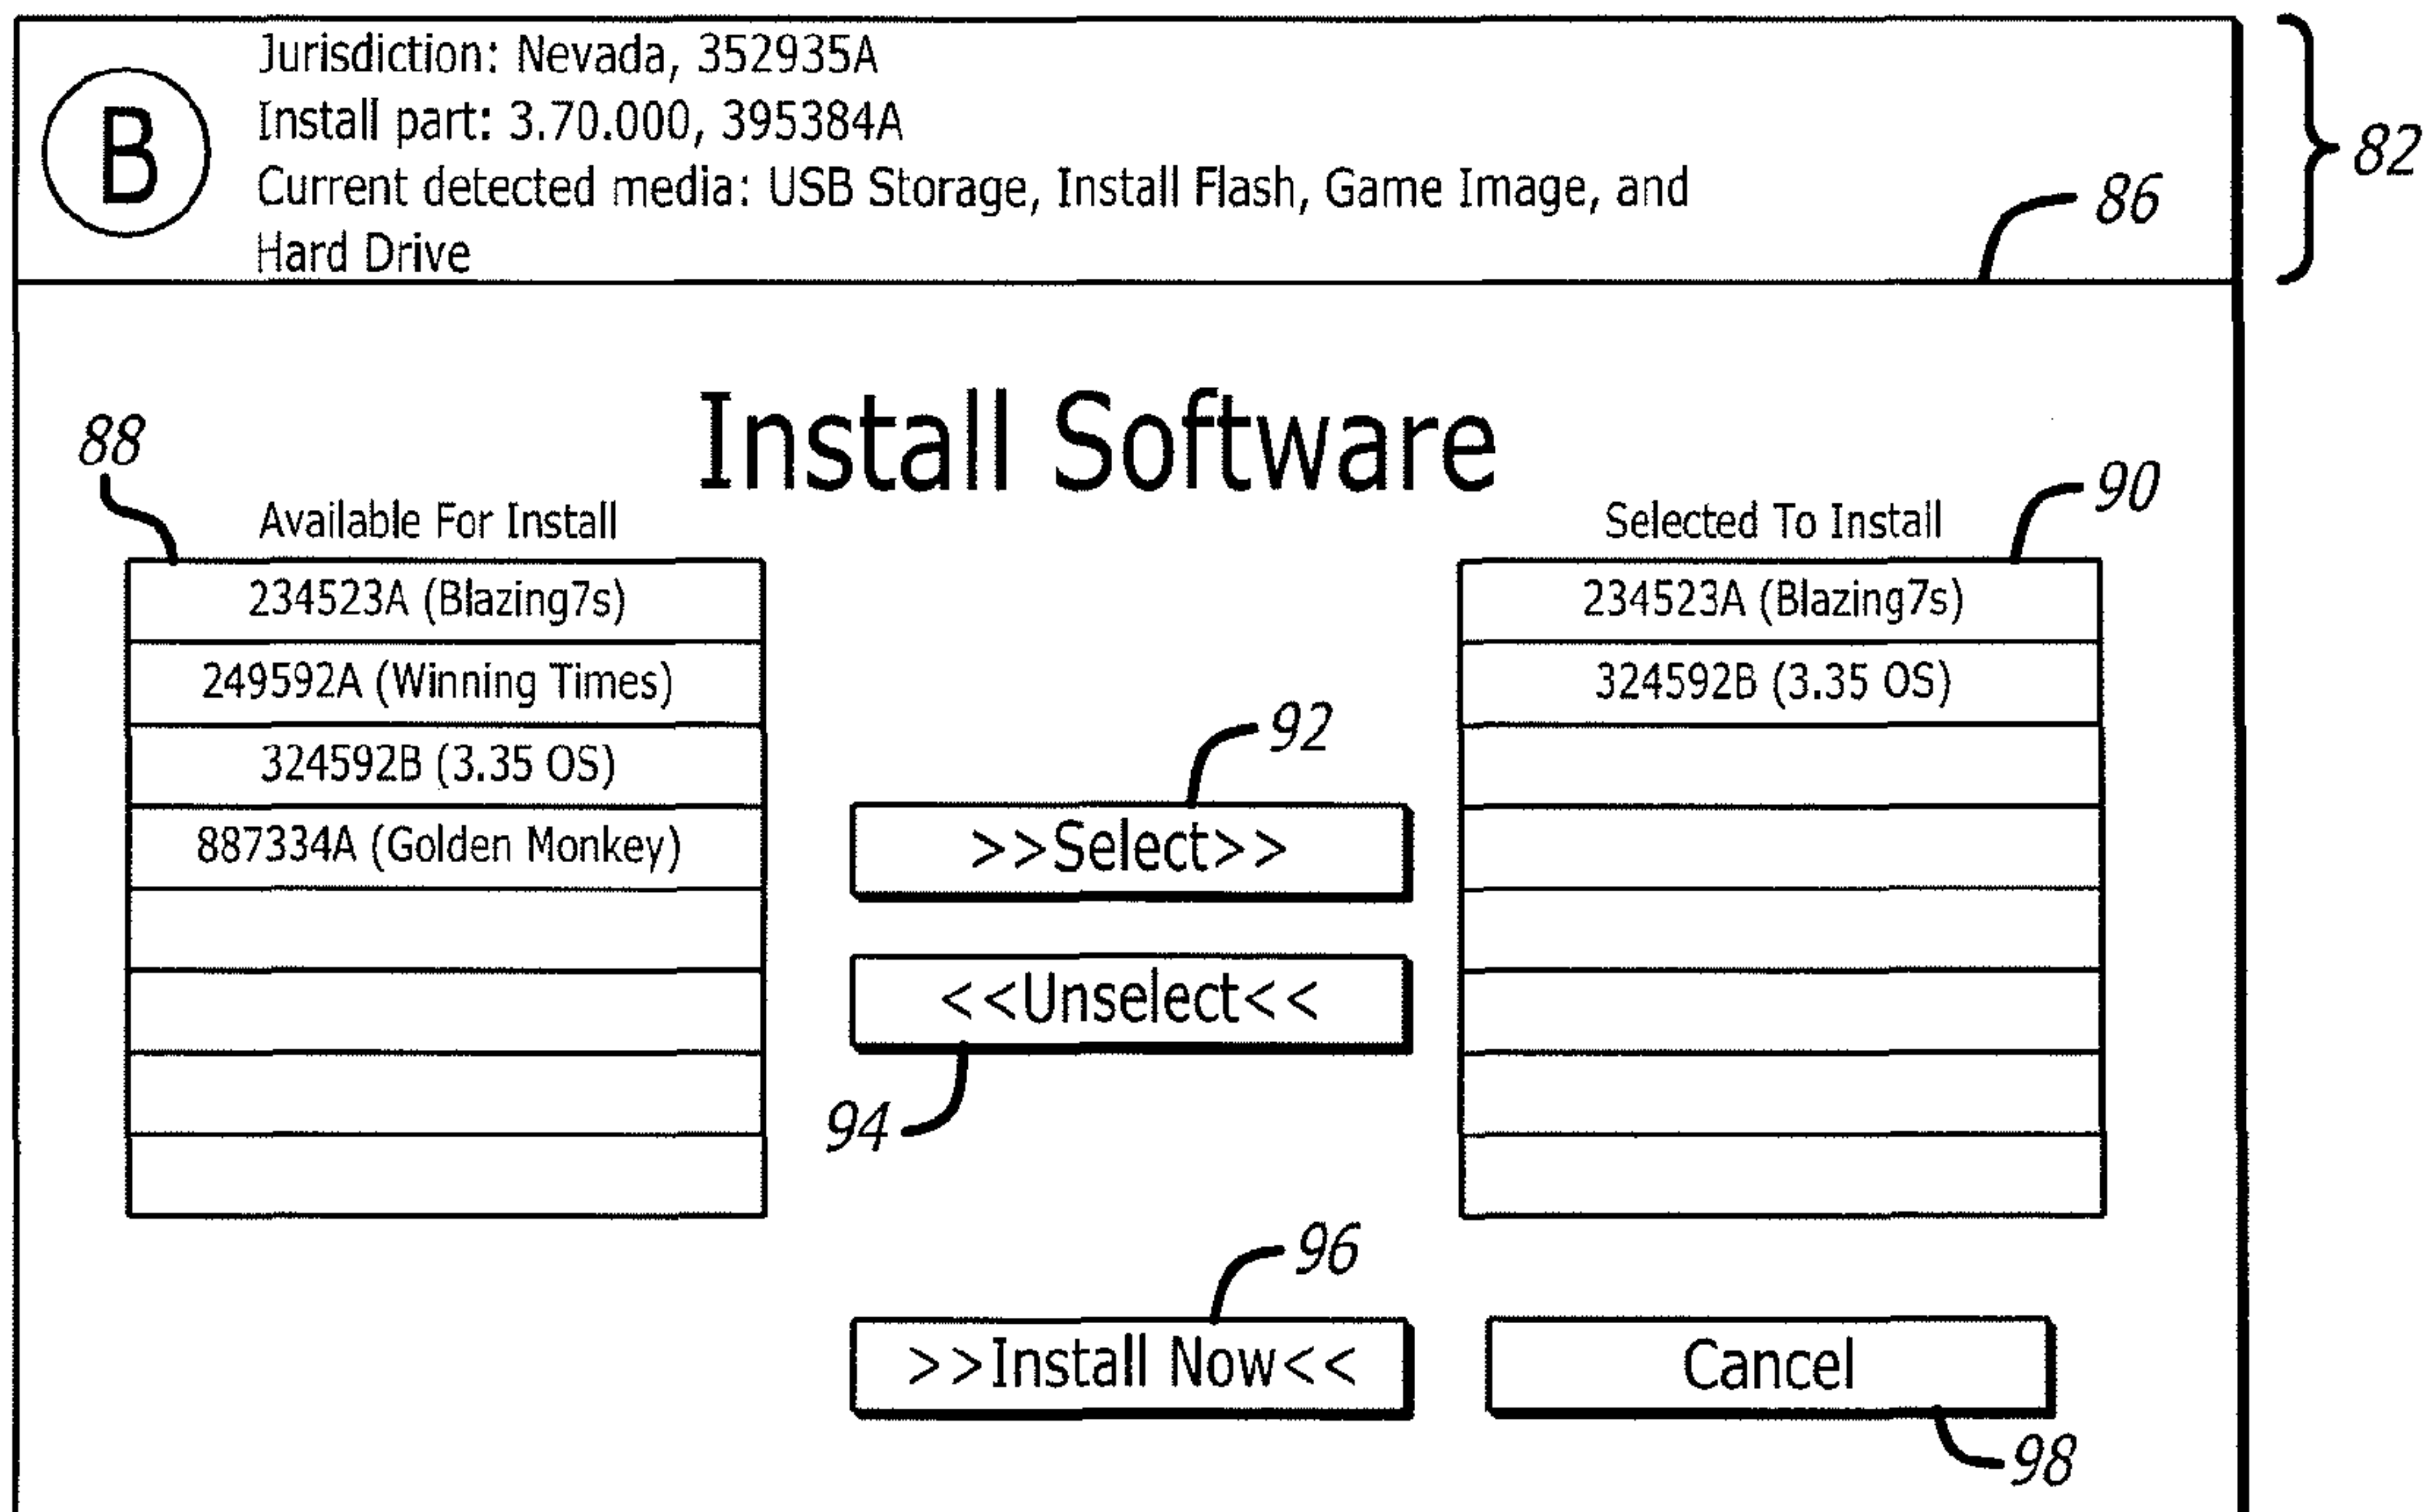 B
Jurisdiction: Nevada, 352935A
Install part: 3.70.000, 395384A
Current detected media: USB Storage, Install Flash, Game Image, and
Hard Drive
82
86
Install Software
88
90
Available For Install
234523A (Blazing7s)
249592A (Winning Times)
324592B (3.35 OS)
887334A (Golden Monkey)
Selected To Install
234523A (Blazing7s)
324592B (3.35 OS)
92
>>Select>>
<<Unselect<<
94
96
>>Install Now<<
Cancel
98